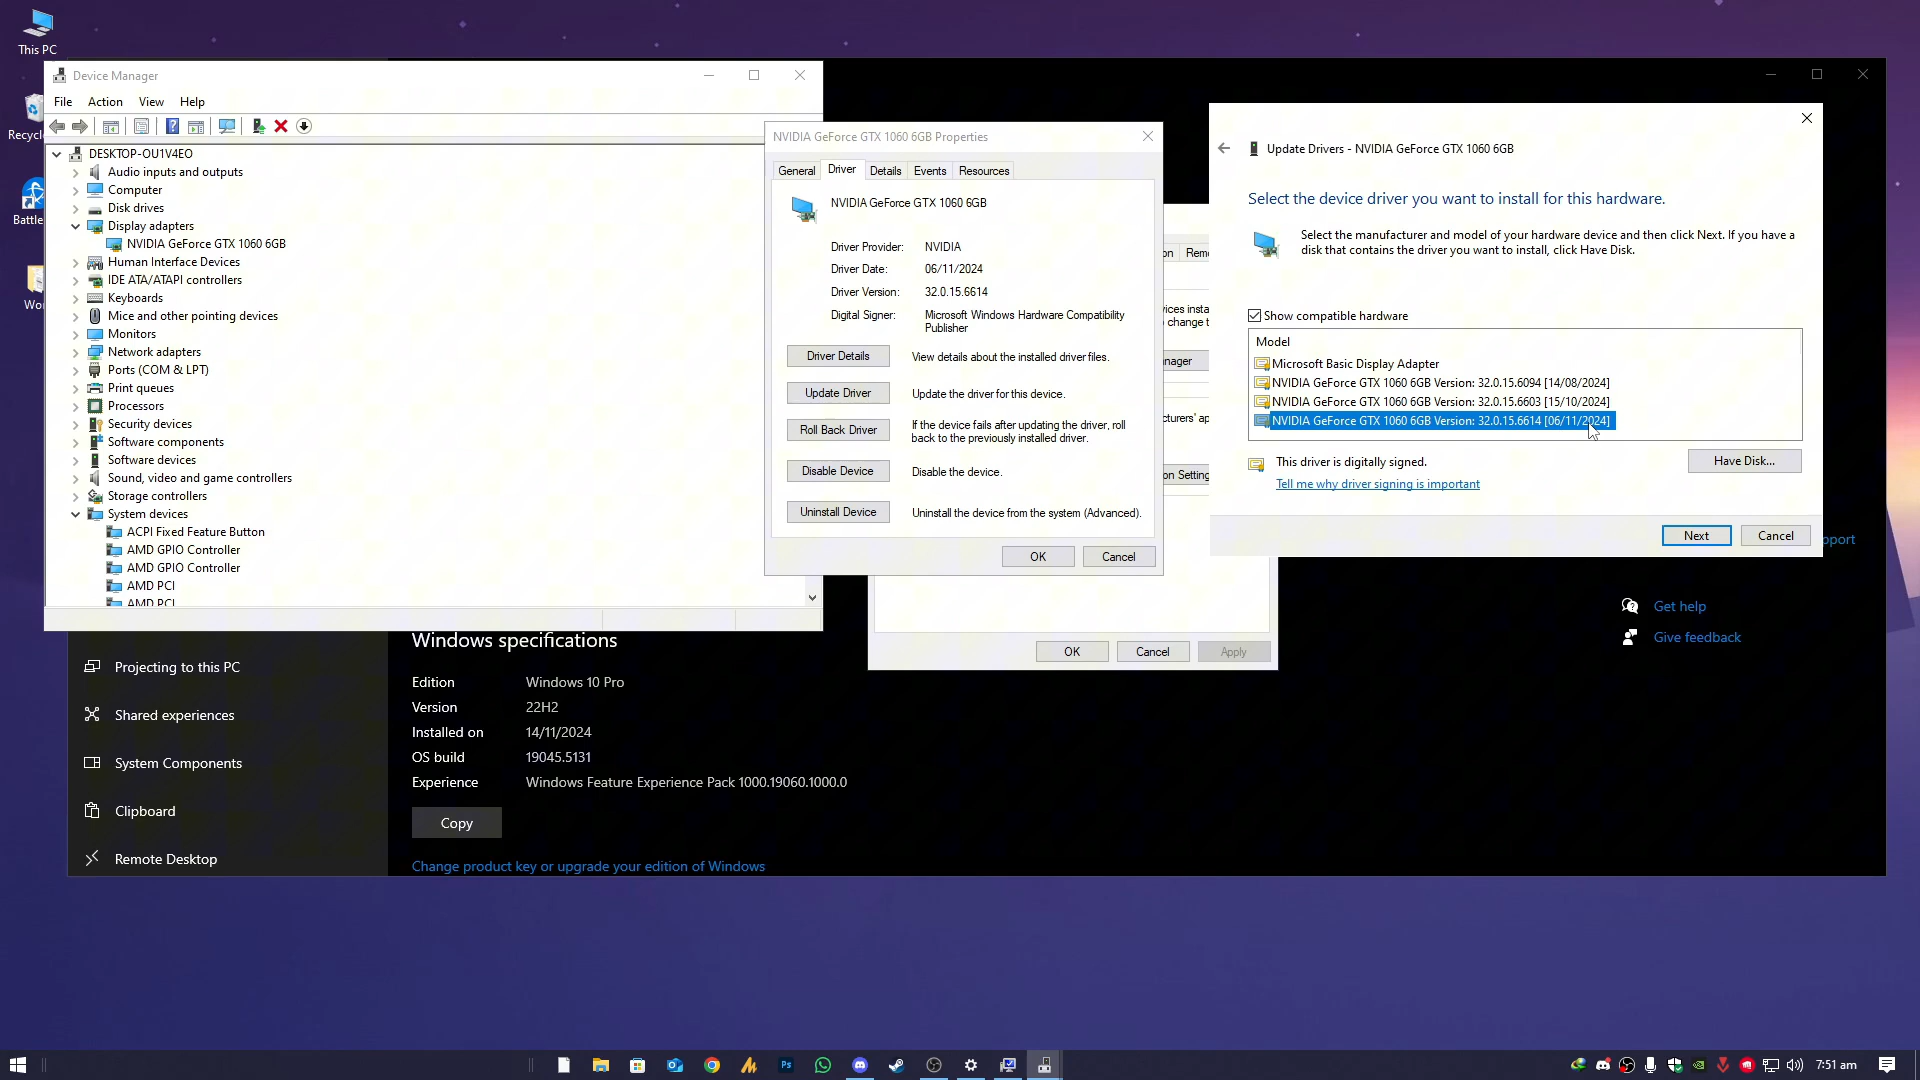 This PC
Recycl
Battle
Wor
Device Manager
File Action View Help
DESKTOP-OU1V4EO
Audio inputs and outputs
Computer
Disk drives
Display adapters
NVIDIA GeForce GTX 1060 6GB
Human Interface Devices
IDE ATA/ATAPI controllers
Keyboards
Mice and other pointing devices
Monitors
Network adapters
Ports (COM & LPT)
Print queues
Processors
Security devices
Software components
Software devices
Sound, video and game controllers
Storage controllers
System devices
ACPI Fixed Feature Button
AMD GPIO Controller
AMD GPIO Controller
AMD PCI
AMD PCI
NVIDIA GeForce GTX 1060 6GB Properties
General Driver Details Events Resources
NVIDIA GeForce GTX 1060 6GB
Driver Provider: NVIDIA
Driver Date: 06/11/2024
Driver Version: 32.0.15.6614
Digital Signer: Microsoft Windows Hardware Compatibility
Publisher
Driver Details View details about the installed driver files.
Update Driver Update the driver for this device.
Roll Back Driver If the device fails after updating the driver, roll
back to the previously installed driver.
Disable Device Disable the device.
Uninstall Device Uninstall the device from the system (Advanced).
OK Cancel
on Remo
ices insta
change t
nager
cturers' ap
on Setting
OK Cancel Apply
Update Drivers - NVIDIA GeForce GTX 1060 6GB
Select the device driver you want to install for this hardware.
Select the manufacturer and model of your hardware device and then click Next. If you have a
disk that contains the driver you want to install, click Have Disk.
Show compatible hardware
Model
Microsoft Basic Display Adapter
NVIDIA GeForce GTX 1060 6GB Version: 32.0.15.6094 [14/08/2024]
NVIDIA GeForce GTX 1060 6GB Version: 32.0.15.6603 [15/10/2024]
NVIDIA GeForce GTX 1060 6GB Version: 32.0.15.6614 [06/11/2024]
This driver is digitally signed.
Have Disk...
Tell me why driver signing is important
Next Cancel
pport
Get help
Give feedback
Projecting to this PC
Shared experiences
System Components
Clipboard
Remote Desktop
Windows specifications
Edition Windows 10 Pro
Version 22H2
Installed on 14/11/2024
OS build 19045.5131
Experience Windows Feature Experience Pack 1000.19060.1000.0
Copy
Change product key or upgrade your edition of Windows
Ps
7:51 am